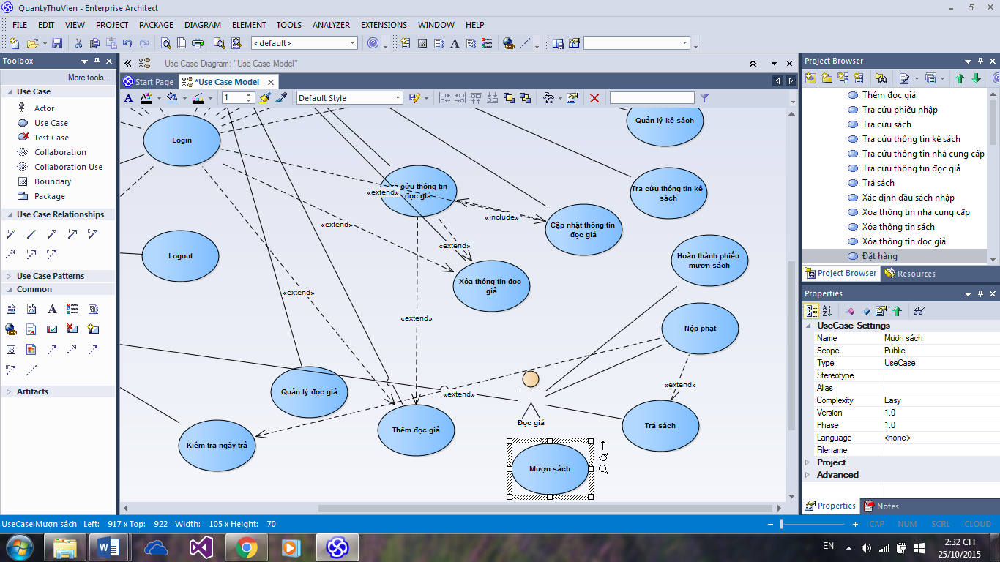 QuanLyThuVien - Enterprise Architect
FILE EDIT VIEW PROJECT PACKAGE DIAGRAM ELEMENT TOOLS ANALYZER EXTENSIONS WINDOW HELP
<default>
Toolbox
More tools...
Use Case
Actor
Use Case
Test Case
Collaboration
Collaboration Use
Boundary
Package
Use Case Relationships
Use Case Patterns
Common
Artifacts
Use Case Diagram: "Use Case Model"
Start Page
*Use Case Model
1
Default Style
Login
Logout
Quản lý kệ sách
Tra cứu thông tin
đọc giả
«extend»
Tra cứu thông tin kệ
sách
«include»
Cập nhật thông tin
đọc giả
«extend»
«extend»
Xóa thông tin đọc
giả
Hoàn thành phiếu
mượn sách
«extend»
«extend»
Nộp phạt
«extend»
Quản lý đọc giả
«extend»
Thêm đọc giả
Đọc giả
Trả sách
Kiểm tra ngày trả
Mượn sách
Project Browser
Thêm đọc giả
Tra cứu phiếu nhập
Tra cứu sách
Tra cứu thông tin kệ sách
Tra cứu thông tin nhà cung cấp
Tra cứu thông tin đọc giả
Trả sách
Xác định đầu sách nhập
Xóa thông tin nhà cung cấp
Xóa thông tin sách
Xóa thông tin đọc giả
Đặt hàng
Project Browser
Resources
Properties
UseCase Settings
Name Mượn sách
Scope Public
Type UseCase
Stereotype
Alias
Complexity Easy
Version 1.0
Phase 1.0
Language <none>
Filename
Project
Advanced
Properties
Notes
UseCase:Mượn sách Left: 917 x Top: 922 - Width: 105 x Height: 70
CAP NUM SCRL CLOUD
EN
2:32 CH
25/10/2015